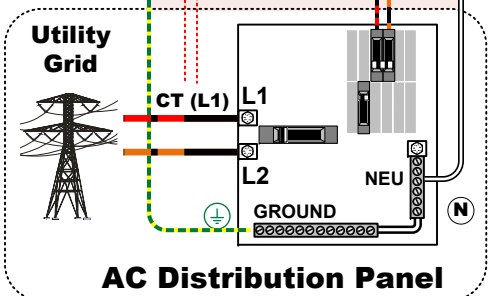 Utility
Grid
CT (L1)
L1
L2
NEU
N
GROUND
AC Distribution Panel